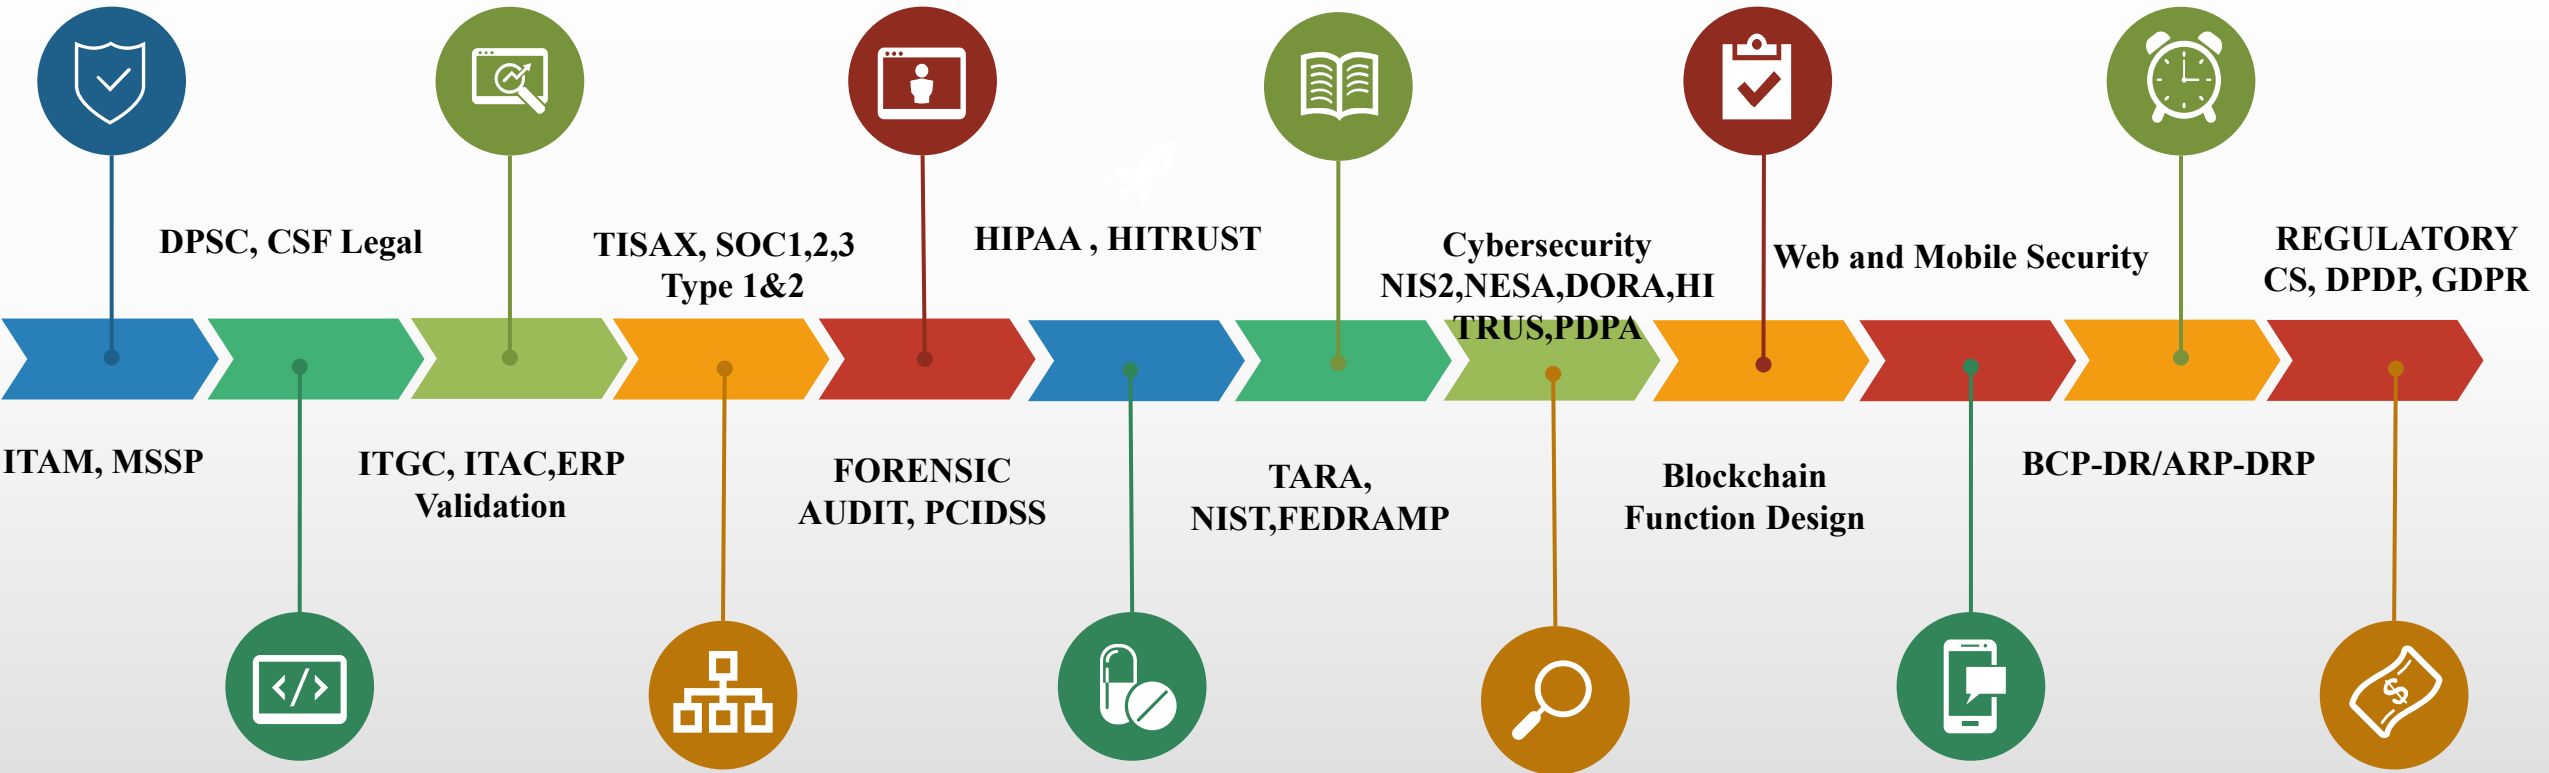 DPSC, CSF Legal
TISAX, SOC1,2,3
Type 1&2
HIPAA , HITRUST
Cybersecurity
NIS2,NESA,DORA,HI
TRUS,PDPA
Web and Mobile Security
REGULATORY
CS, DPDP, GDPR
ITAM, MSSP
ITGC, ITAC,ERP
Validation
FORENSIC
AUDIT, PCIDSS
TARA,
NIST,FEDRAMP
Blockchain
Function Design
BCP-DR/ARP-DRP
</>
$